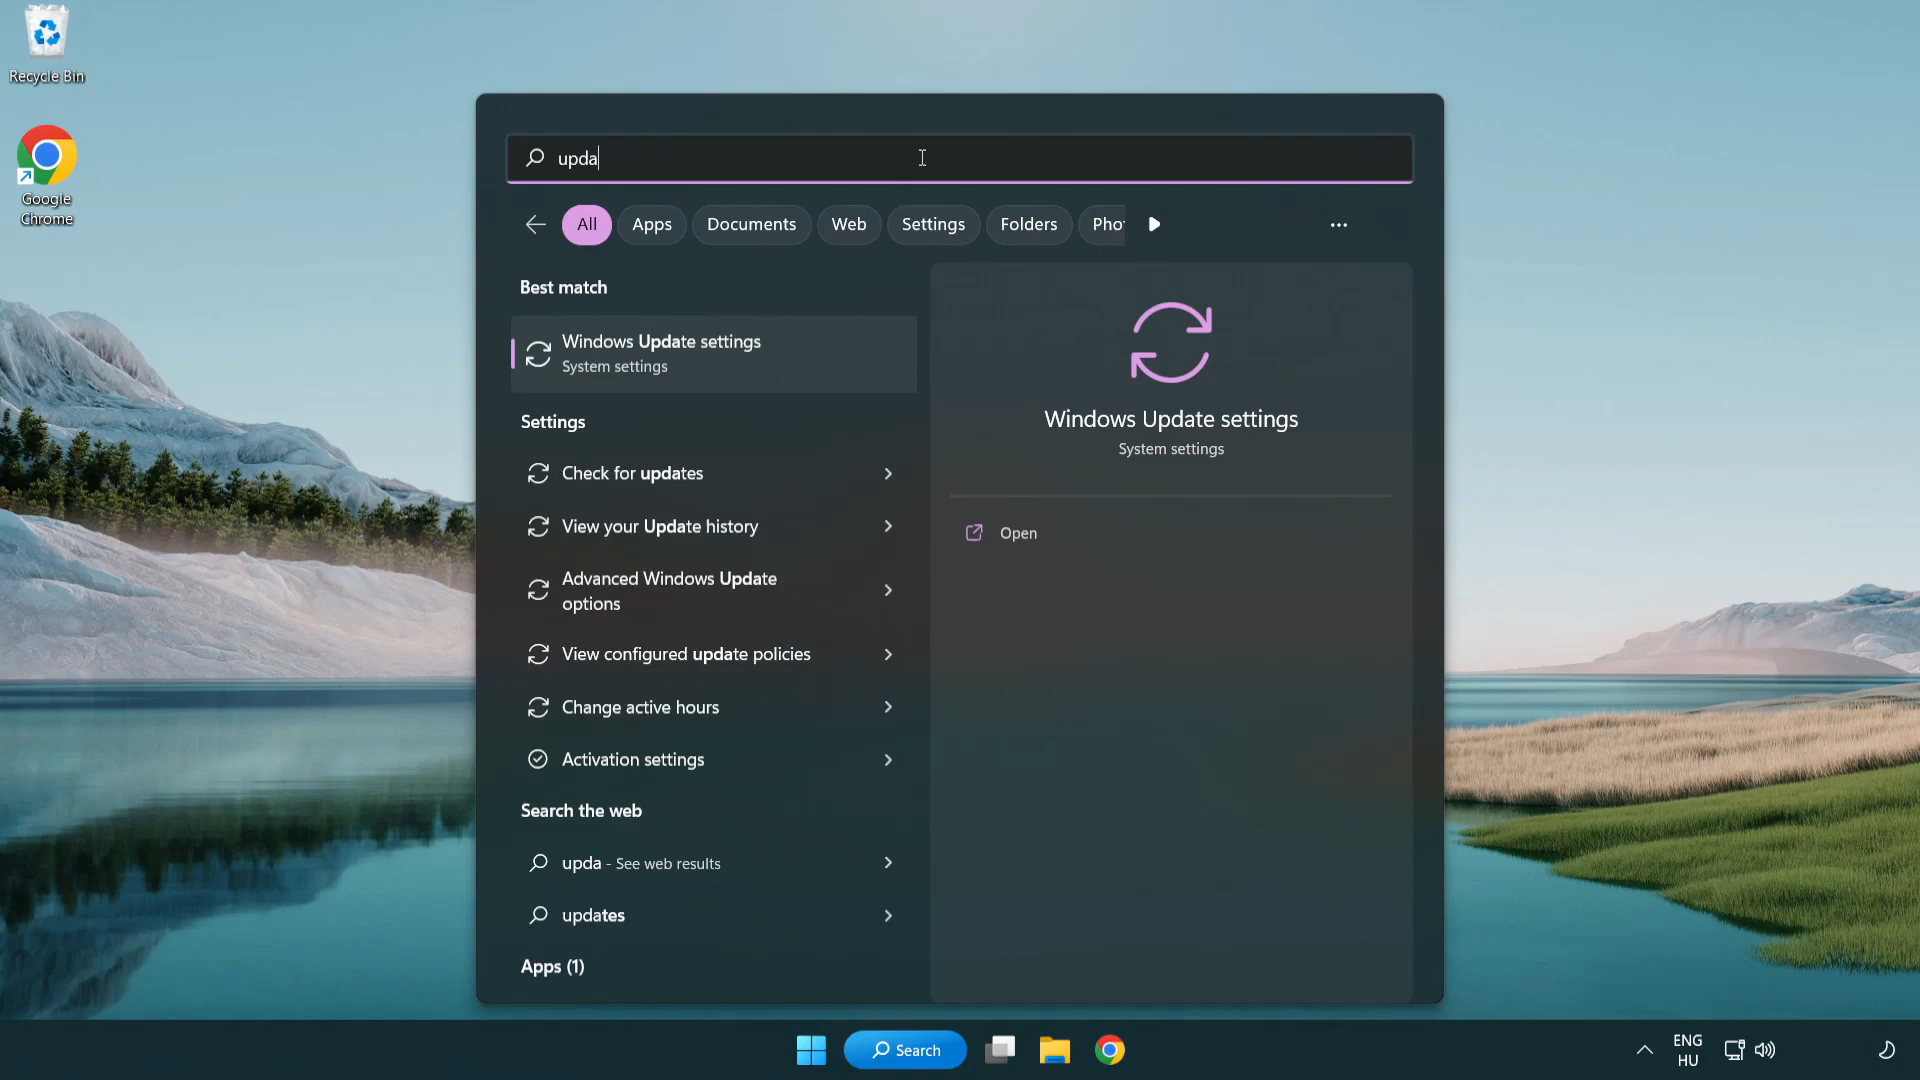 Recycle Bin
Google
Chrome
upda
All
Apps
Documents
Web
Settings
Folders
Pho
Best match
Windows Update settings
System settings
Settings
Check for updates
View your Update history
Advanced Windows Update
options
View configured update policies
Change active hours
Activation settings
Search the web
upda - See web results
updates
Apps (1)
Windows Update settings
System settings
Open
Search
ENG
HU